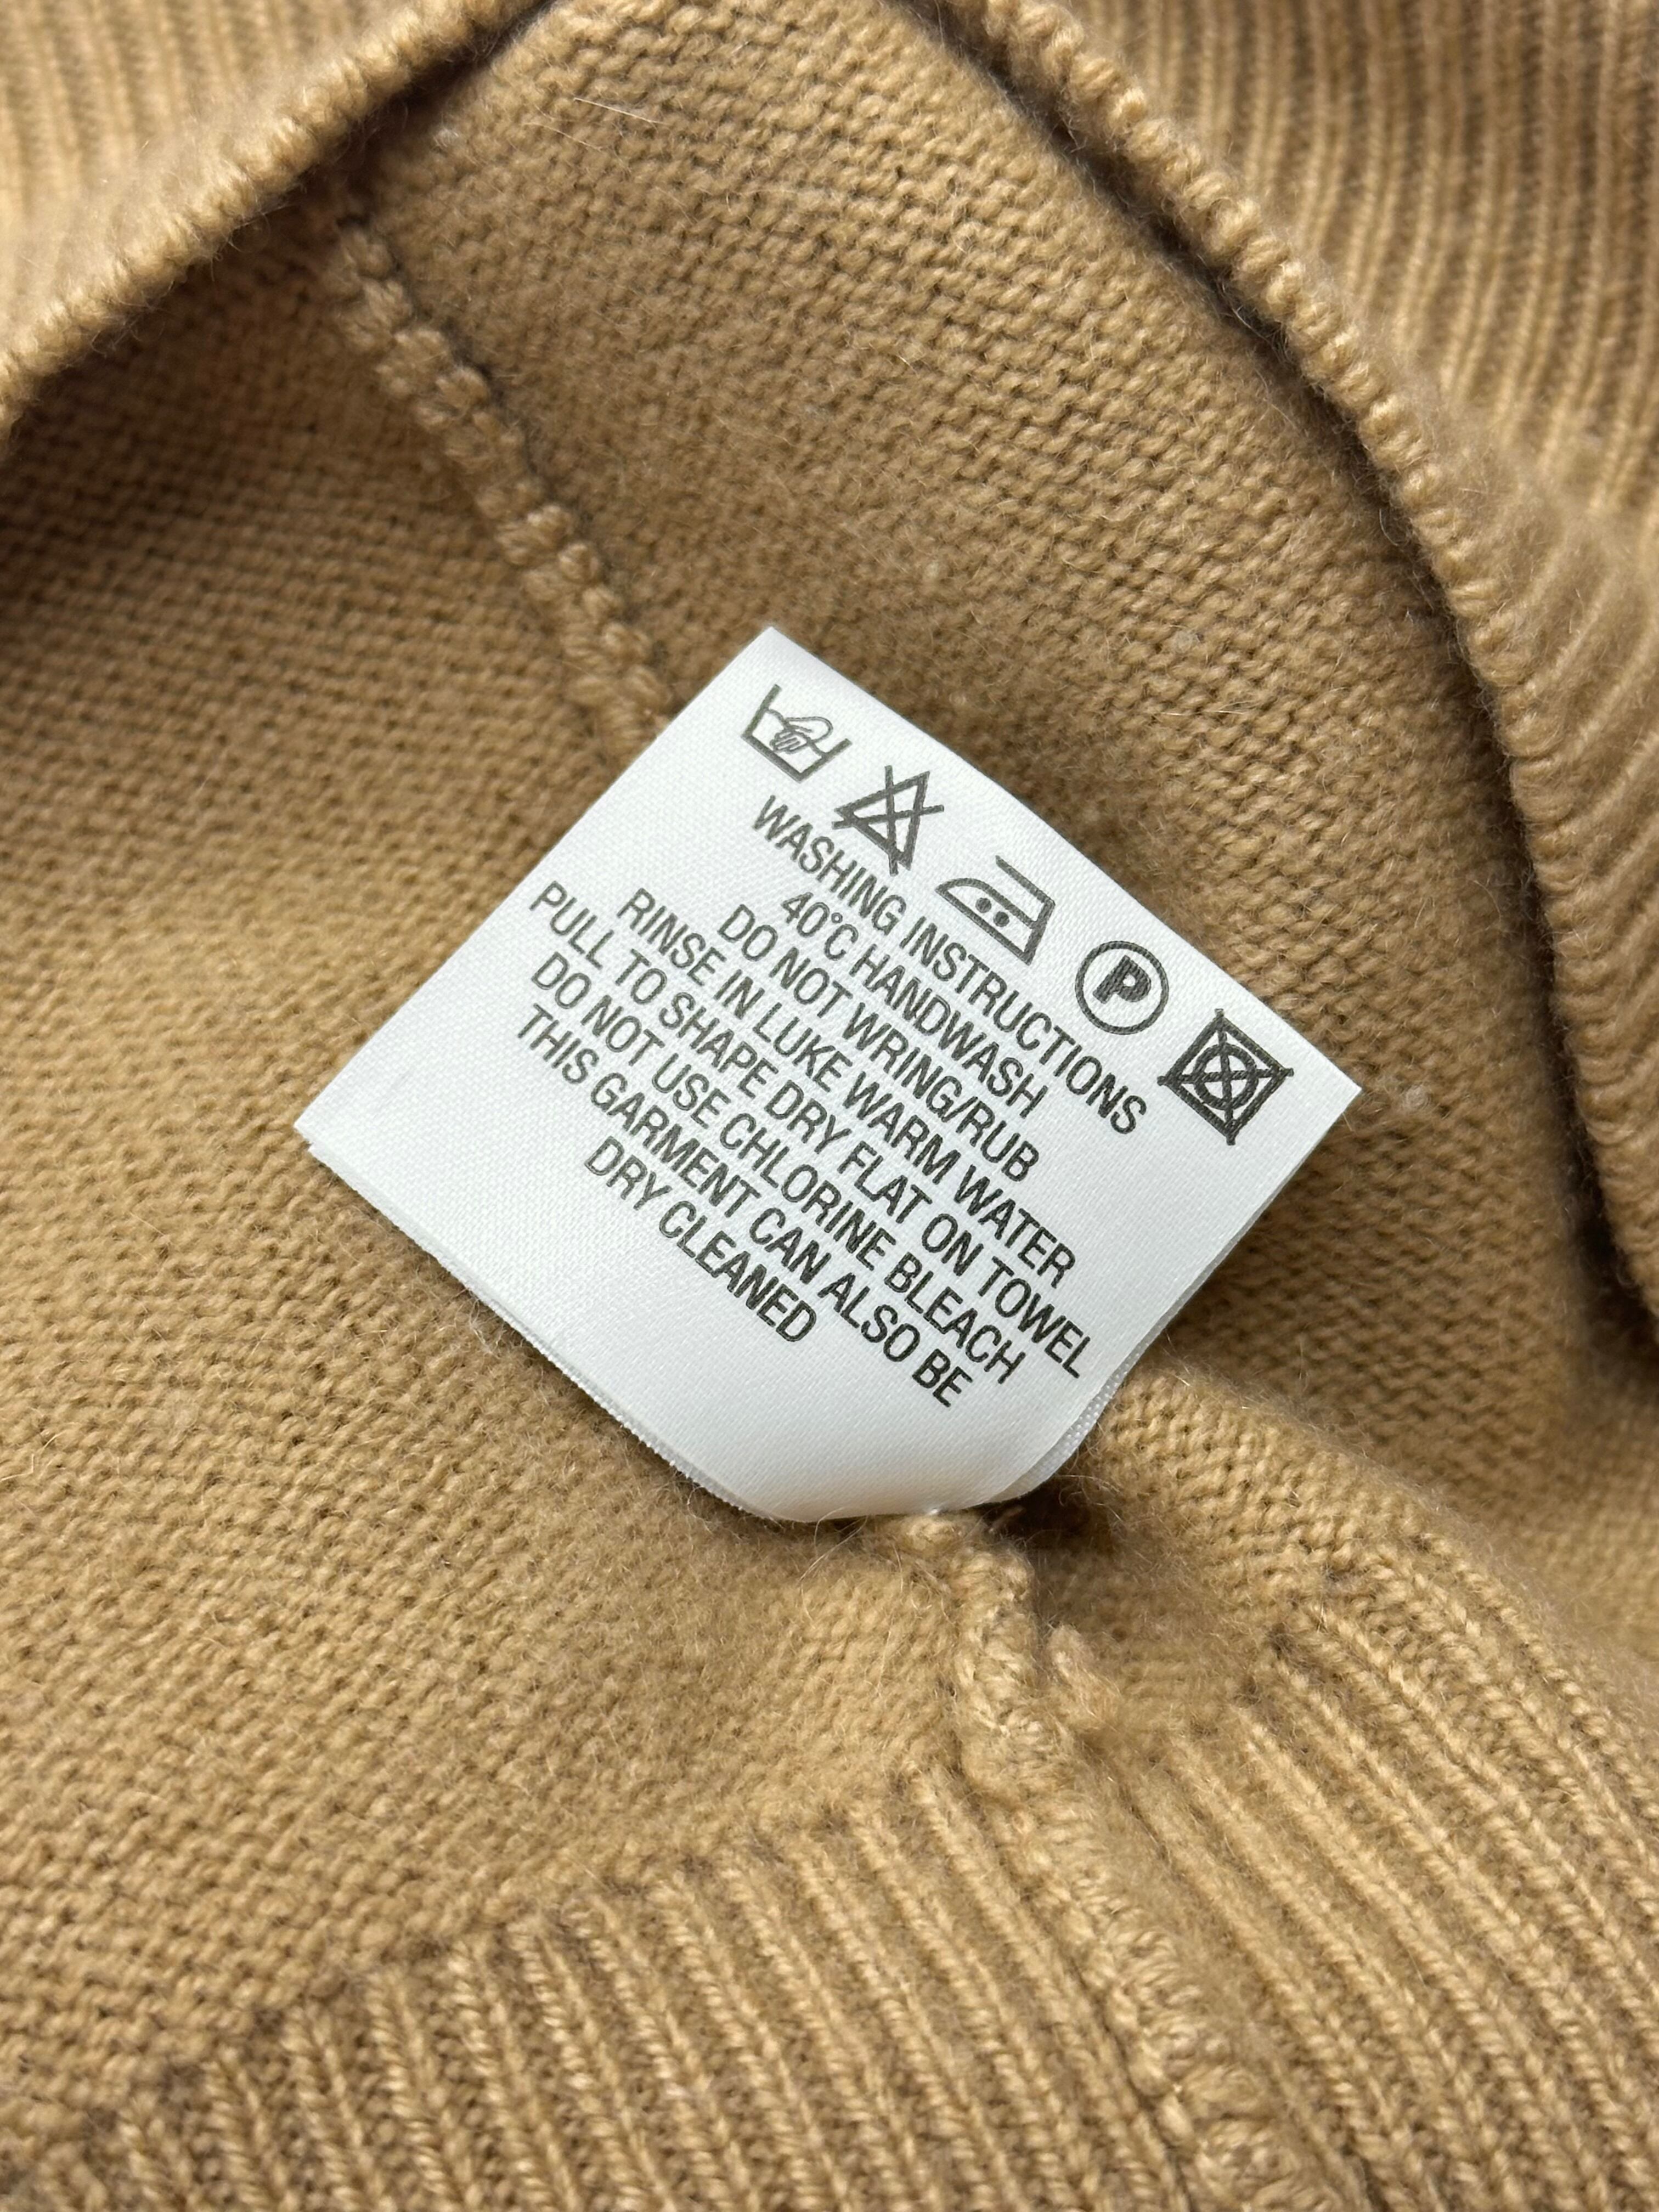 P
WASHING INSTRUCTIONS
40°C HANDWASH
DO NOT WRING/RUB
RINSE IN LUKE WARM WATER
PULL TO SHAPE DRY FLAT ON TOWEL
DO NOT USE CHLORINE BLEACH
THIS GARMENT CAN ALSO BE
DRY CLEANED